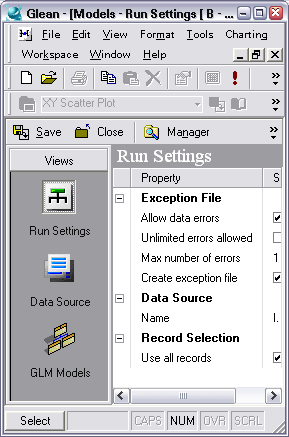 Glean - [Models - Run Settings [ B - ...
File Edit View Format Tools Charting
Workspace Window Help
XY Scatter Plot
Save Close Manager
Views
Run Settings
Data Source
GLM Models
Run Settings
Property S
Exception File
Allow data errors
Unlimited errors allowed
Max number of errors 1
Create exception file
Data Source
Name I.
Record Selection
Use all records
Select CAPS NUM OVR SCRL